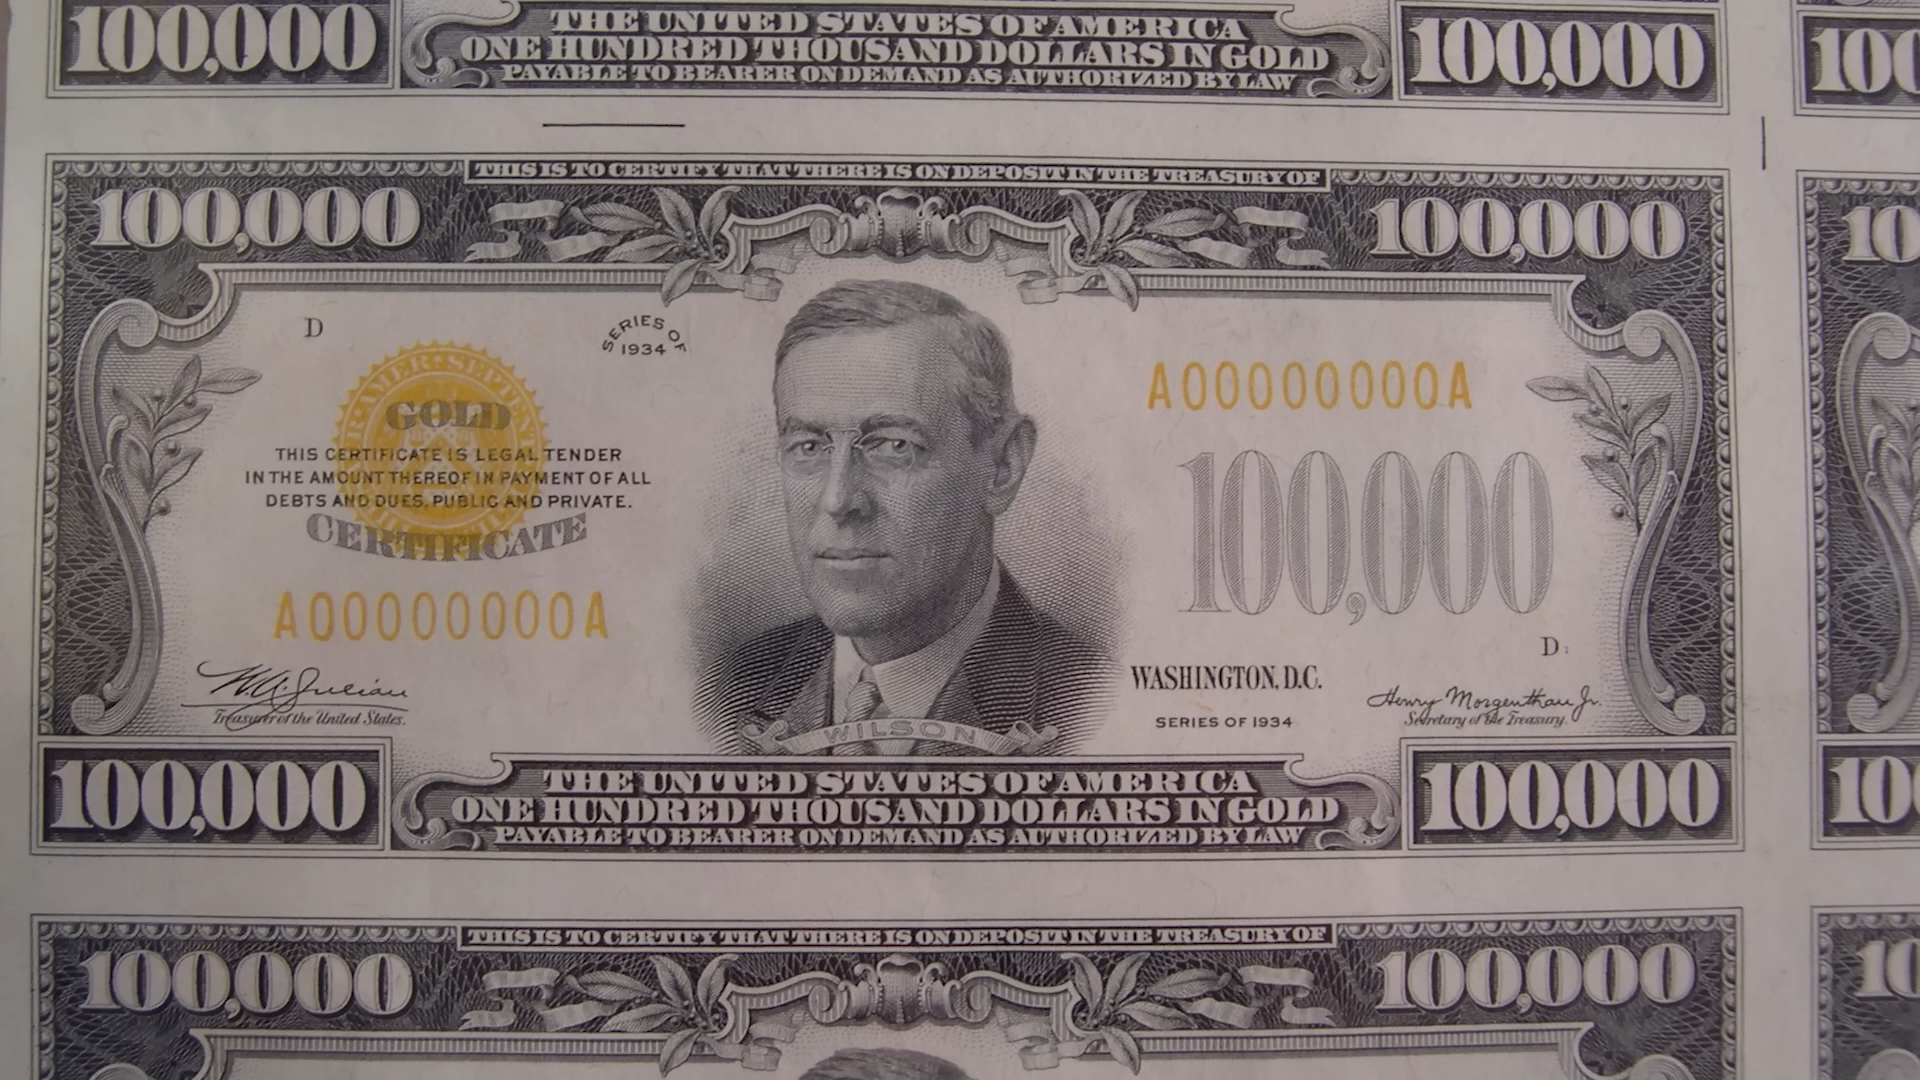 100,000 THE UNITED STATES OF AMERICA 100,000 100
ONE HUNDRED THOUSAND DOLLARS IN GOLD
PAYABLE TO BEARER ON DEMAND AS AUTHORIZED BY LAW
THIS IS TO CERTIFY THAT THERE IS ON DEPOSIT IN THE TREASURY OF
100,000 100,000 10
D
SERIES OF
1934
GOLD
THIS CERTIFICATE IS LEGAL TENDER
IN THE AMOUNT THEREOF IN PAYMENT OF ALL
DEBTS AND DUES, PUBLIC AND PRIVATE.
CERTIFICATE
A00000000A
A00000000A
100,000
D
W.A. Julian
Treasurer of the United States.
WILSON
WASHINGTON, D.C.
SERIES OF 1934
Henry Morgenthau Jr.
Secretary of the Treasury.
100,000 THE UNITED STATES OF AMERICA 100,000 10
ONE HUNDRED THOUSAND DOLLARS IN GOLD
PAYABLE TO BEARER ON DEMAND AS AUTHORIZED BY LAW
THIS IS TO CERTIFY THAT THERE IS ON DEPOSIT IN THE TREASURY OF
100,000 100,000 10